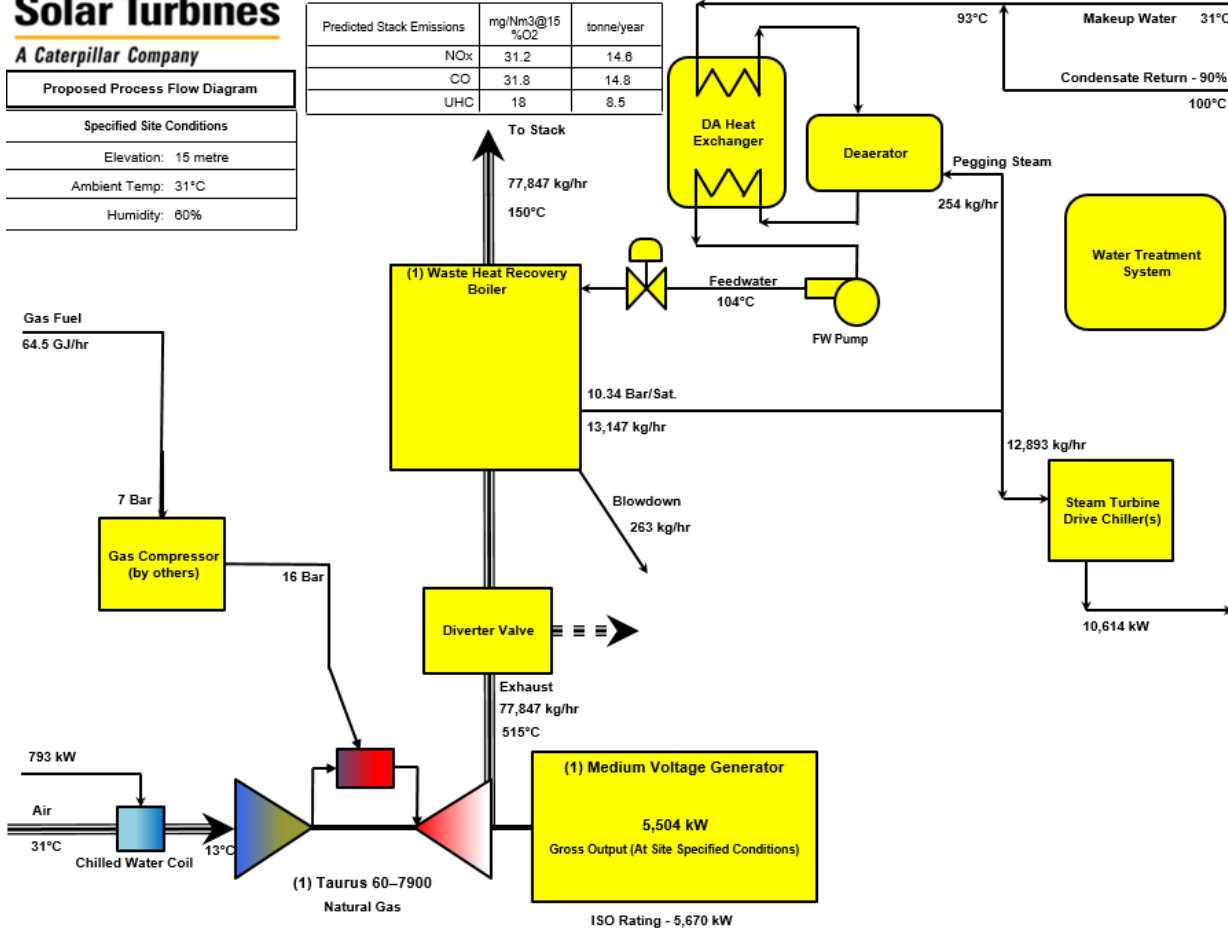 Solar Turbines
A Caterpillar Company
Proposed Process Flow Diagram
Specified Site Conditions
Elevation: 15 metre
Ambient Temp: 31°C
Humidity: 60%
Predicted Stack Emissions mg/Nm3@15 tonne/year
%O2
NOx 31.2 14.6
CO 31.8 14.8
UHC 18 8.5
To Stack
77,847 kg/hr
150°C
93°C
Makeup Water 31°C
Condensate Return - 90%
100°C
DA Heat
Exchanger
Deaerator
Pegging Steam
254 kg/hr
Water Treatment
System
(1) Waste Heat Recovery
Boiler
Feedwater
104°C
FW Pump
Gas Fuel
64.5 GJ/hr
10.34 Bar/Sat.
13,147 kg/hr
12,893 kg/hr
Steam Turbine
Drive Chiller(s)
10,614 kW
Blowdown
263 kg/hr
7 Bar
Gas Compressor
(by others)
16 Bar
Diverter Valve
Exhaust
77,847 kg/hr
515°C
793 kW
Air
31°C
Chilled Water Coil
13°C
(1) Taurus 60–7900
Natural Gas
(1) Medium Voltage Generator
5,504 kW
Gross Output (At Site Specified Conditions)
ISO Rating - 5,670 kW